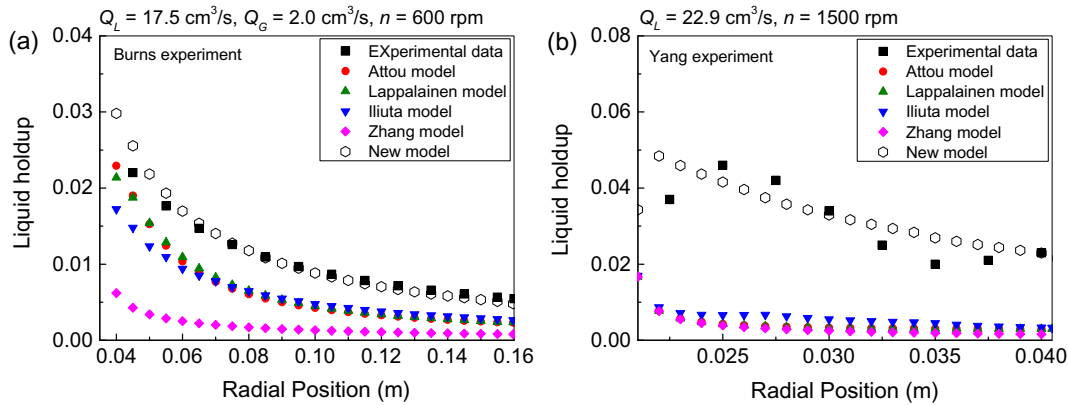 Q_L = 17.5 cm³/s, Q_G = 2.0 cm³/s, n = 600 rpm
(a)
Burns experiment
EXperimental data
Attou model
Lappalainen model
Iliuta model
Zhang model
New model
0.04
0.03
0.02
0.01
0.00
Liquid holdup
0.04 0.06 0.08 0.10 0.12 0.14 0.16
Radial Position (m)
Q_L = 22.9 cm³/s, n = 1500 rpm
(b)
Yang experiment
Experimental data
Attou model
Lappalainen model
Iliuta model
Zhang model
New model
0.08
0.06
0.04
0.02
0.00
Liquid holdup
0.025 0.030 0.035 0.040
Radial Position (m)